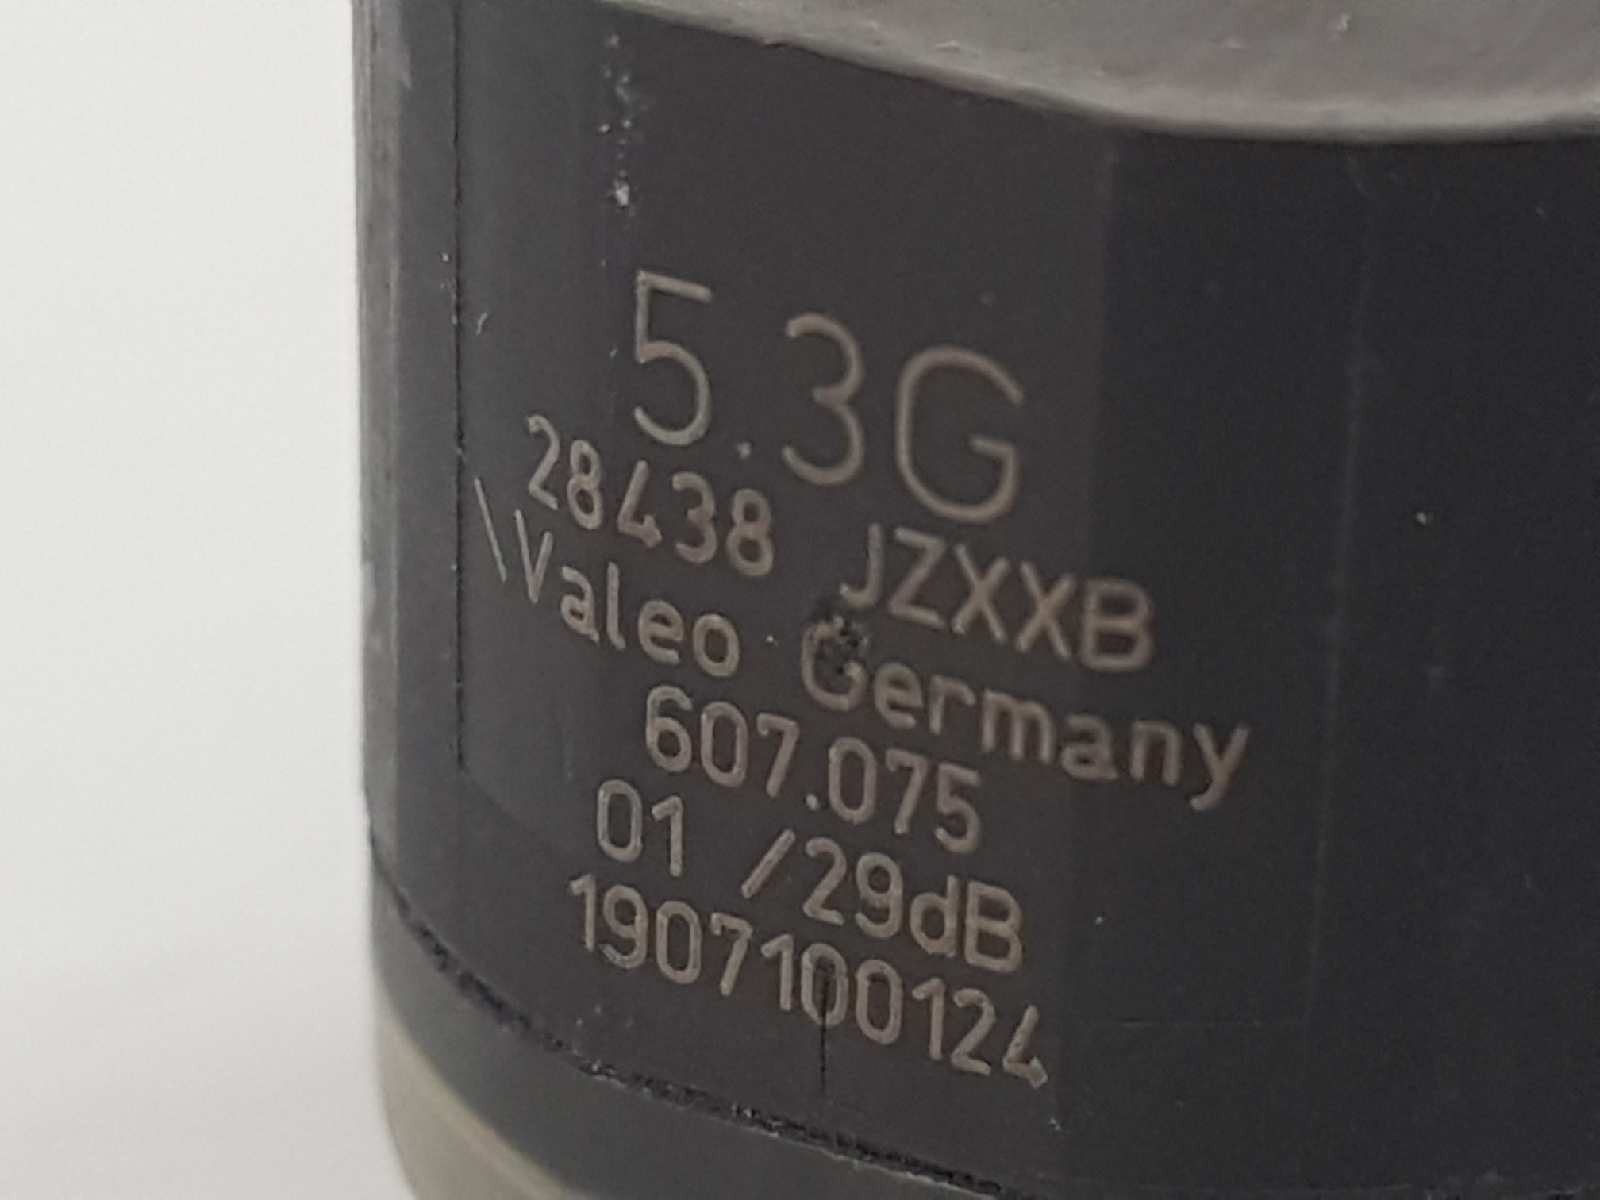 5.3G
28438 JZXXB
\Valeo Germany
607.075
01 /29dB
1907100124